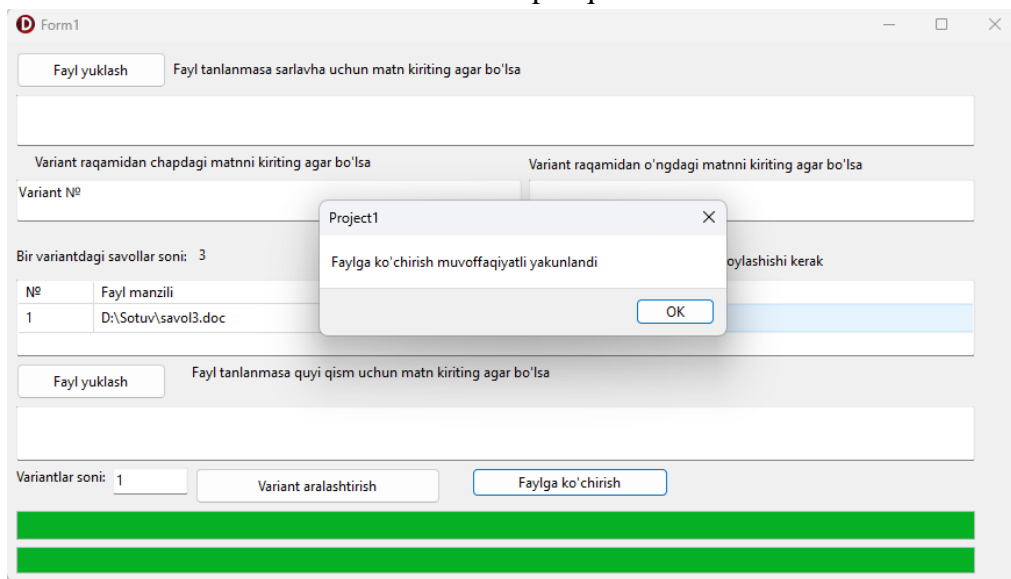 Form1
Fayl yuklash Fayl tanlanmasa sarlavha uchun matn kiriting agar bo'lsa
Variant raqamidan chapdagi matnni kiriting agar bo'lsa Variant raqamidan o'ngdagi matnni kiriting agar bo'lsa
Variant №
Project1
Bir variantdagi savollar soni: 3 Faylga ko'chirish muvoffaqiyatli yakunlandi oylashishi kerak
№ Fayl manzili
OK
1 D:\Sotuv\savol3.doc
Fayl yuklash Fayl tanlanmasa quyi qism uchun matn kiriting agar bo'lsa
Variantlar soni: 1 Variant aralashtirish Faylga ko'chirish